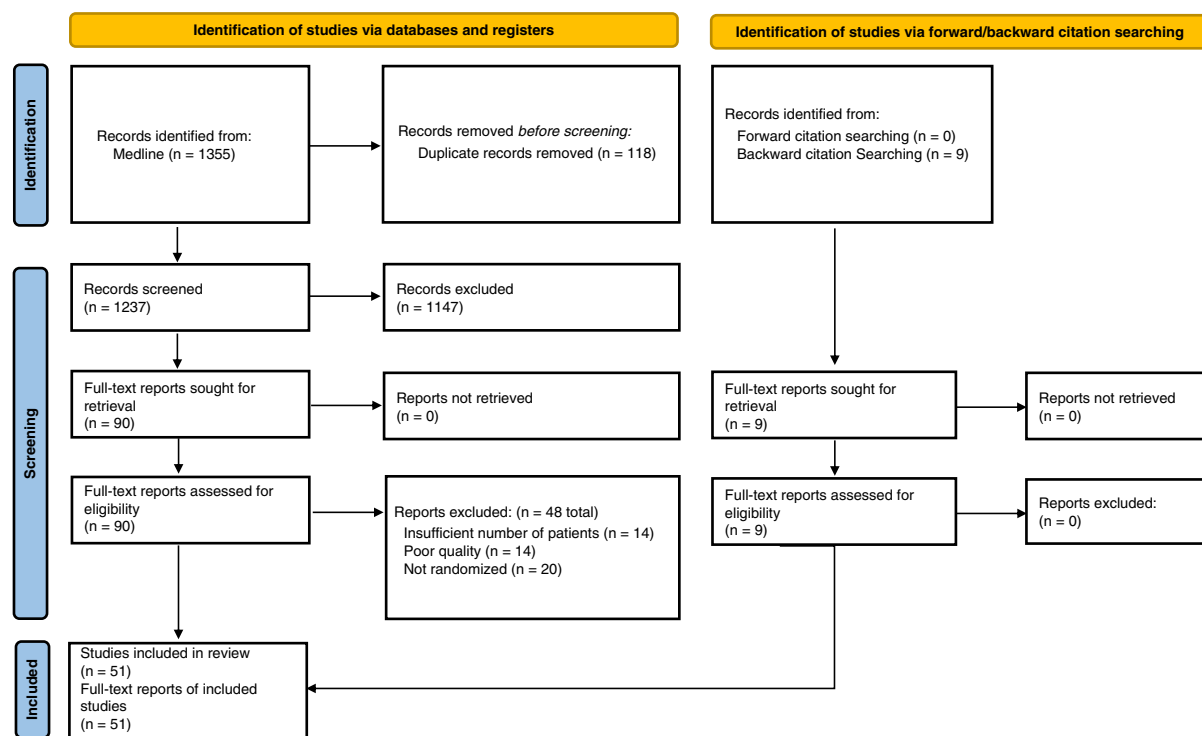 Identification of studies via databases and registers
Identification of studies via forward/backward citation searching
Identification
Records identified from:
Medline (n = 1355)
Records removed before screening:
Duplicate records removed (n = 118)
Records identified from:
Forward citation searching (n = 0)
Backward citation Searching (n = 9)
Screening
Records screened
(n = 1237)
Records excluded
(n = 1147)
Full-text reports sought for
retrieval
(n = 90)
Reports not retrieved
(n = 0)
Full-text reports sought for
retrieval
(n = 9)
Reports not retrieved
(n = 0)
Full-text reports assessed for
eligibility
(n = 90)
Reports excluded: (n = 48 total)
Insufficient number of patients (n = 14)
Poor quality (n = 14)
Not randomized (n = 20)
Full-text reports assessed for
eligibility
(n = 9)
Reports excluded:
(n = 0)
Included
Studies included in review
(n = 51)
Full-text reports of included
studies
(n = 51)